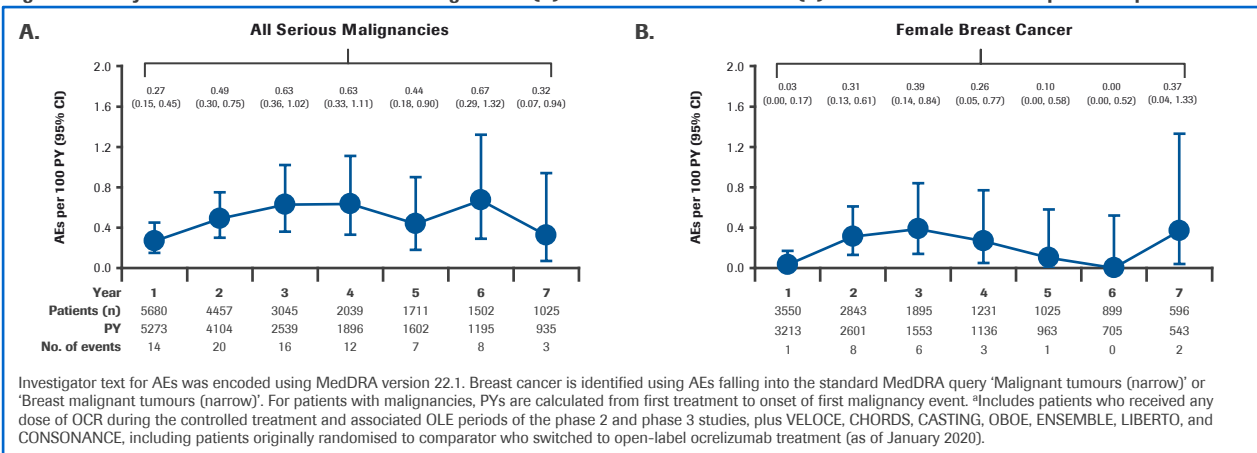 A.
All Serious Malignancies
AEs per 100 PY (95% CI)
2.0
1.6
1.2
0.8
0.4
0.0
0.27 0.49 0.63 0.63 0.44 0.67 0.32
(0.15, 0.45) (0.30, 0.75) (0.36, 1.02) (0.33, 1.11) (0.18, 0.90) (0.29, 1.32) (0.07, 0.94)
Year 1 2 3 4 5 6 7
Patients (n) 5680 4457 3045 2039 1711 1502 1025
PY 5273 4104 2539 1896 1602 1195 935
No. of events 14 20 16 12 7 8 3
B.
Female Breast Cancer
AEs per 100 PY (95% CI)
2.0
1.6
1.2
0.8
0.4
0.0
0.03 0.31 0.39 0.26 0.10 0.00 0.37
(0.00, 0.17) (0.13, 0.61) (0.14, 0.84) (0.05, 0.77) (0.00, 0.58) (0.00, 0.52) (0.04, 1.33)
1 2 3 4 5 6 7
3550 2843 1895 1231 1025 899 596
3213 2601 1553 1136 963 705 543
1 8 6 3 1 0 2
Investigator text for AEs was encoded using MedDRA version 22.1. Breast cancer is identified using AEs falling into the standard MedDRA query ‘Malignant tumours (narrow)’ or
‘Breast malignant tumours (narrow)’. For patients with malignancies, PYs are calculated from first treatment to onset of first malignancy event. ªIncludes patients who received any
dose of OCR during the controlled treatment and associated OLE periods of the phase 2 and phase 3 studies, plus VELOCE, CHORDS, CASTING, OBOE, ENSEMBLE, LIBERTO, and
CONSONANCE, including patients originally randomised to comparator who switched to open-label ocrelizumab treatment (as of January 2020).